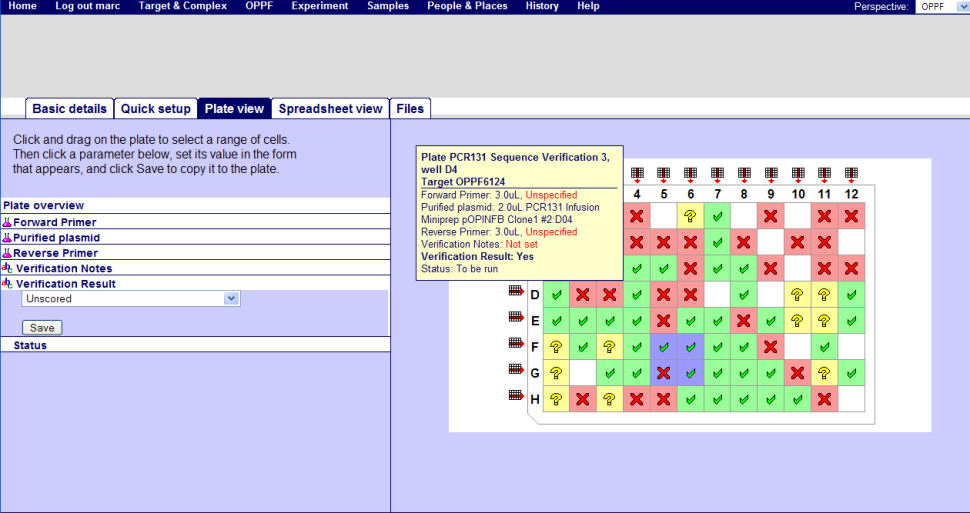 Home Log out marc Target & Complex OPPF Experiment Samples People & Places History Help Perspective: OPPF
Basic details Quick setup Plate view Spreadsheet view Files
Click and drag on the plate to select a range of cells.
Then click a parameter below, set its value in the form
that appears, and click Save to copy it to the plate.
Plate overview
Forward Primer
Purified plasmid
Reverse Primer
Verification Notes
Verification Result
Unscored
Save
Status
Plate PCR131 Sequence Verification 3,
well D4
Target OPPF6124
Forward Primer: 3.0uL, Unspecified
Purified plasmid: 2.0uL PCR131 Infusion
Miniprep pOPINFB Clone1 #2:D04
Reverse Primer: 3.0uL, Unspecified
Verification Notes: Not set
Verification Result: Yes
Status: To be run
4 5 6 7 8 9 10 11 12
D
E
F
G
H